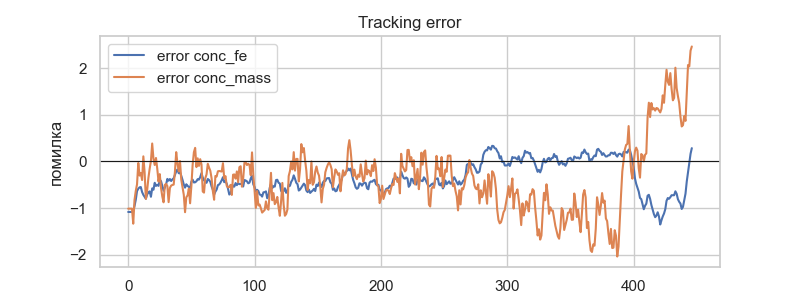 Tracking error
error conc_fe
error conc_mass
помилка
2
1
0
−1
−2
0
100
200
300
400